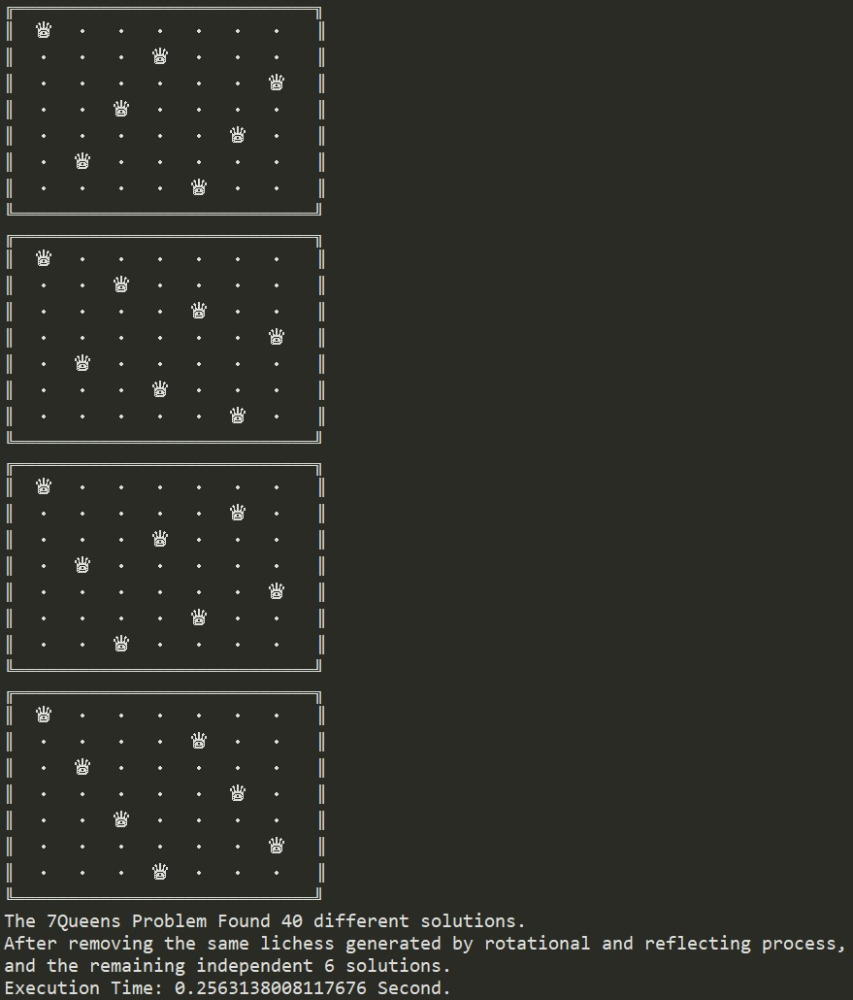 The 7Queens Problem Found 40 different solutions.
After removing the same lichess generated by rotational and reflecting process,
and the remaining independent 6 solutions.
Execution Time: 0.2563138008117676 Second.